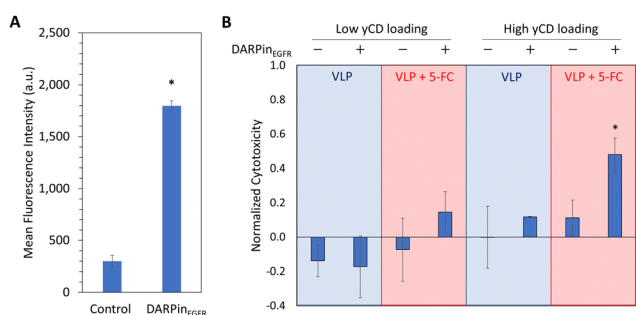 A
Mean Fluorescence Intensity (a.u.)
2,500
2,000
1,500
1,000
500
0
*
Control
DARPin_EGFR
B
Low yCD loading
High yCD loading
DARPin_EGFR
− + − + − + − +
Normalized Cytotoxicity
1.0
0.8
0.6
0.4
0.2
0.0
-0.2
-0.4
VLP
VLP + 5-FC
VLP
VLP + 5-FC
*